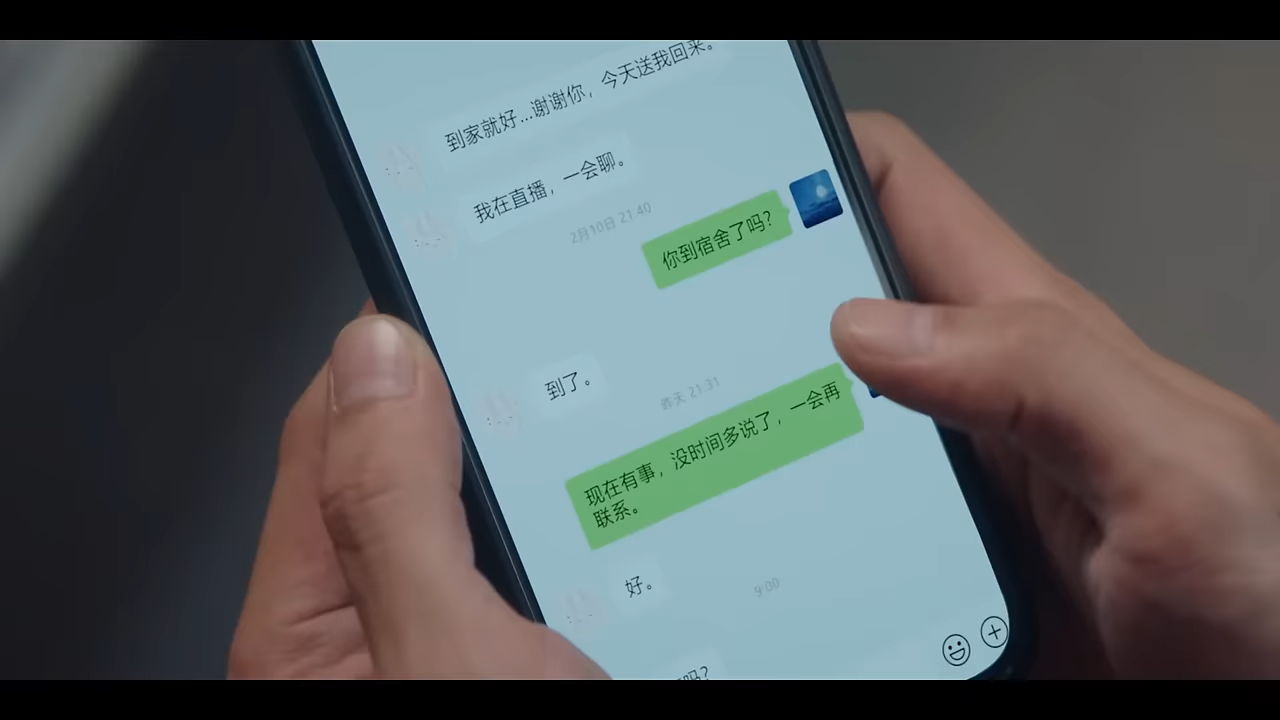 到家就好...谢谢你，今天送我回来。
我在直播，一会聊。
2月10日 21:40
你到宿舍了吗？
到了。
昨天 21:31
现在有事，没时间多说了，一会再
联系。
好。
9:00
吗？